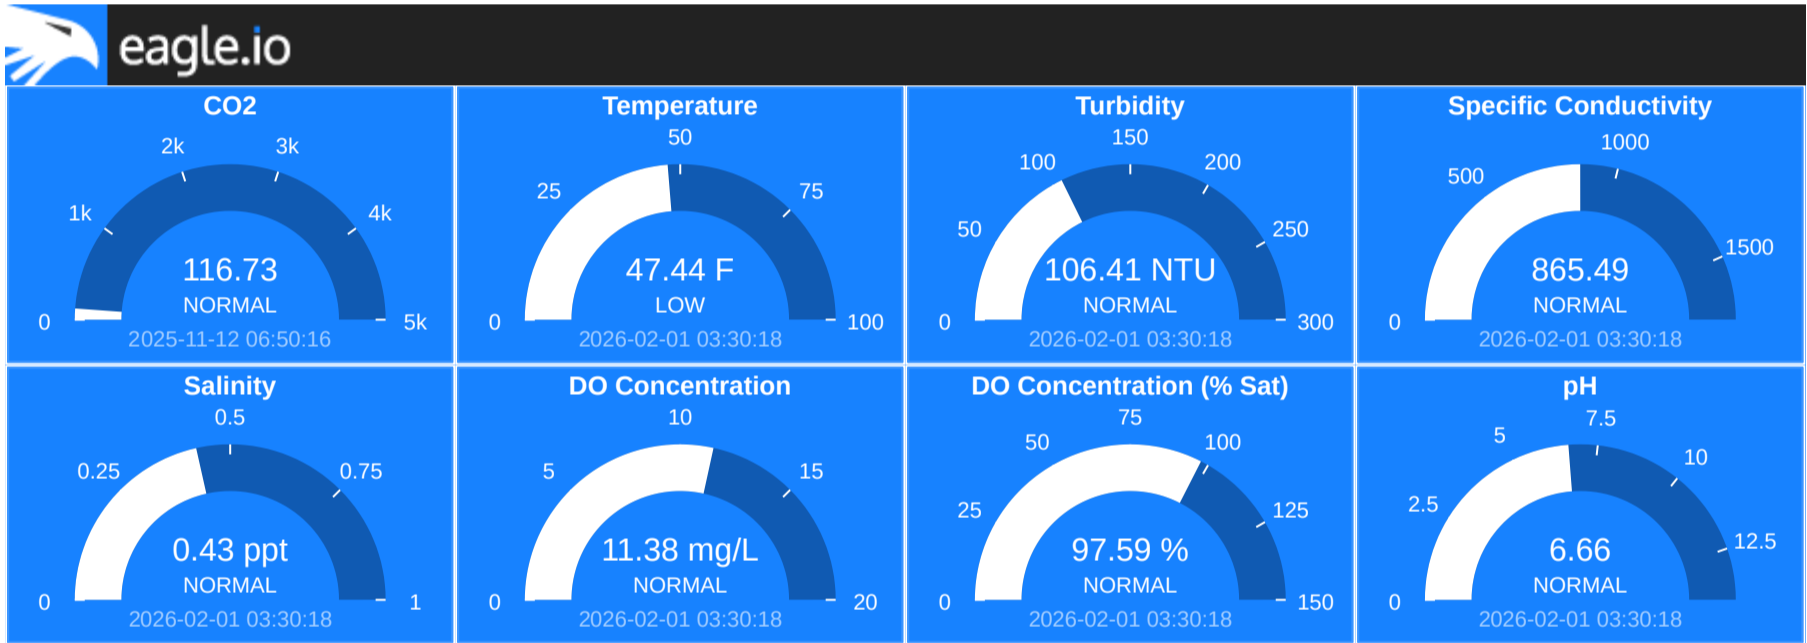 eagle.io
CO2
2k
3k
1k
4k
0
5k
116.73
NORMAL
2025-11-12 06:50:16
Temperature
50
25
75
0
100
47.44 F
LOW
2026-02-01 03:30:18
Turbidity
150
100
200
50
250
0
300
106.41 NTU
NORMAL
2026-02-01 03:30:18
Specific Conductivity
1000
500
1500
0
865.49
NORMAL
2026-02-01 03:30:18
Salinity
0.5
0.25
0.75
0
1
0.43 ppt
NORMAL
2026-02-01 03:30:18
DO Concentration
10
5
15
0
20
11.38 mg/L
NORMAL
2026-02-01 03:30:18
DO Concentration (% Sat)
75
50
100
25
125
0
150
97.59 %
NORMAL
2026-02-01 03:30:18
pH
7.5
5
10
2.5
12.5
0
6.66
NORMAL
2026-02-01 03:30:18